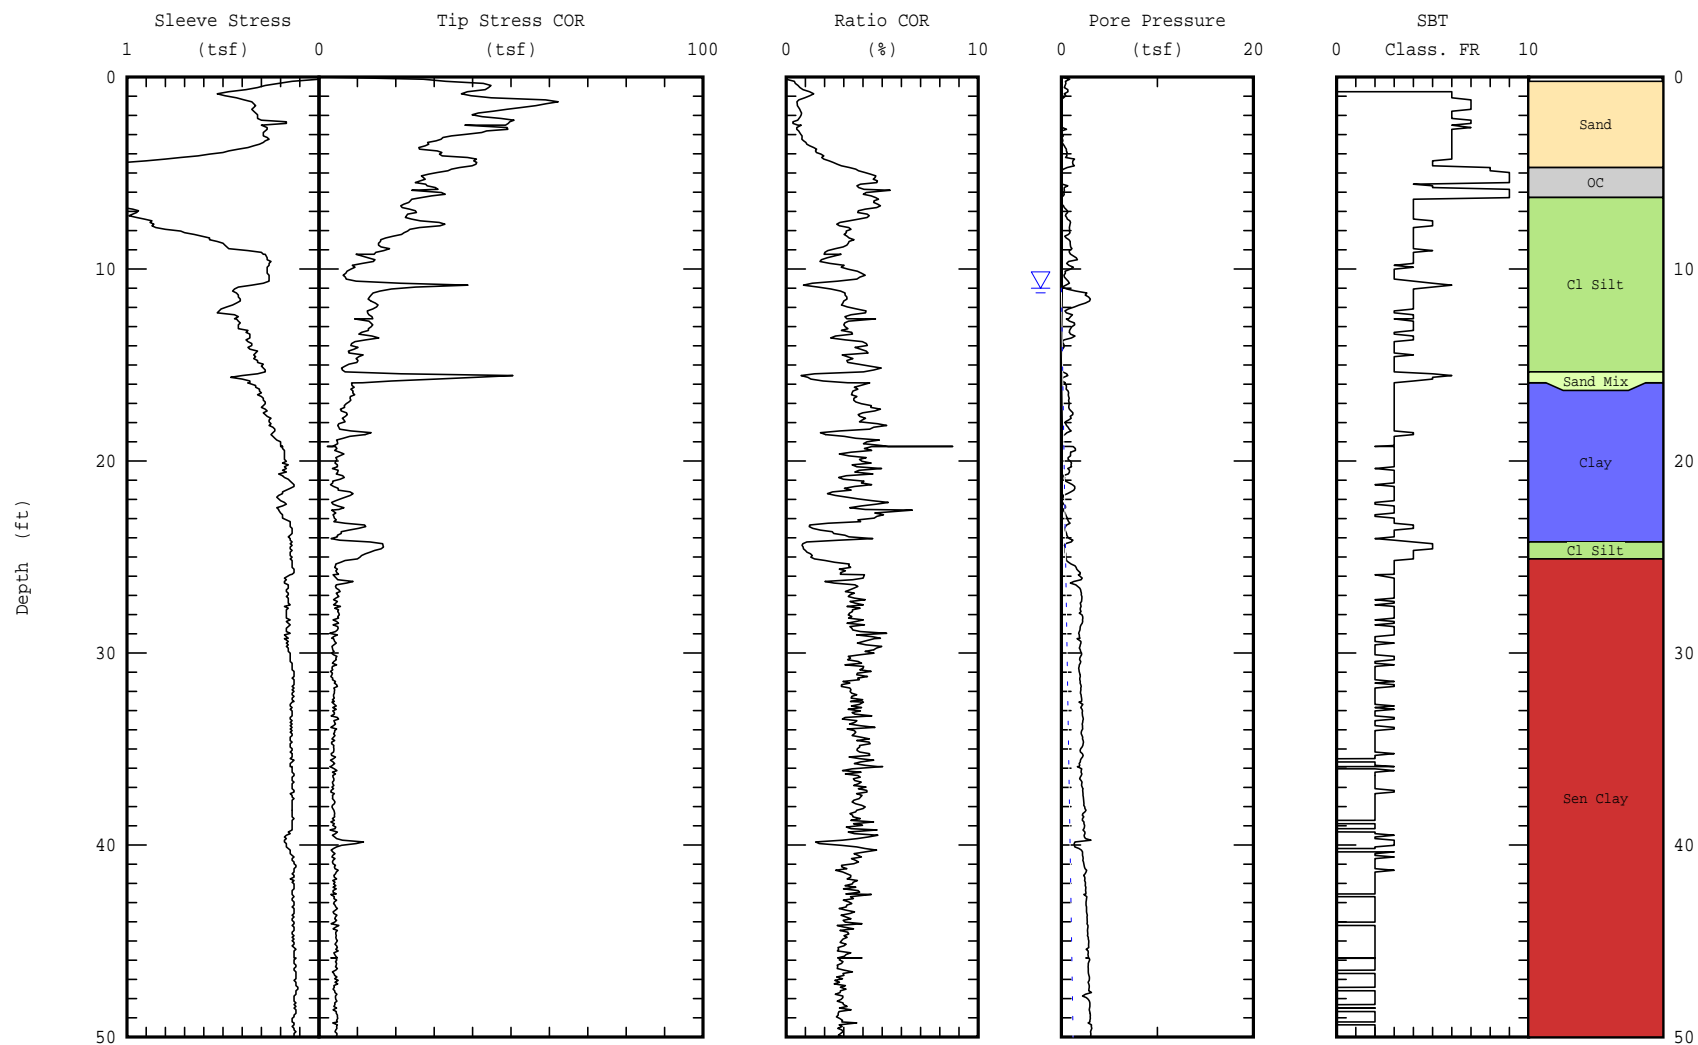 Sleeve Stress Tip Stress COR Ratio COR Pore Pressure SBT
(tsf) (tsf) (%) (tsf) Class. FR
1 0 100 0 10 0 20 0 10
0 0
Sand
OC
10 10
Cl Silt
Sand Mix
20 20
Clay
Cl Silt
Depth (ft)
30 30
Sen Clay
40 40
50 50